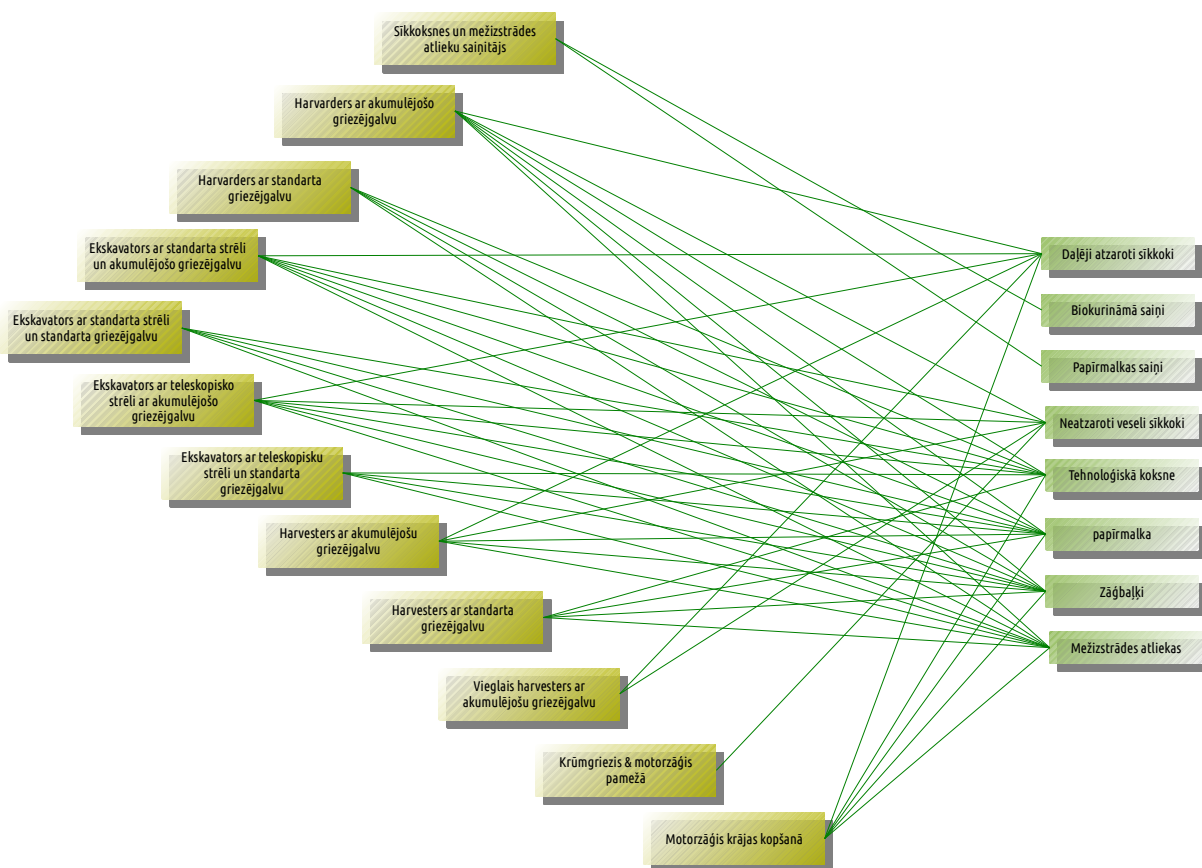 Sīkkoksnes un mežizstrādes
atlieku saiņitājs
Harvarders ar akumulējošo
griezējgalvu
Harvarders ar standarta
griezējgalvu
Ekskavators ar standarta strēli
un akumulējošo griezējgalvu
Ekskavators ar standarta strēli
un standarta griezējgalvu
Ekskavators ar teleskopisko
strēli ar akumulējošo
griezējgalvu
Ekskavators ar teleskopisku
strēli un standarta
griezējgalvu
Harvesters ar akumulējošu
griezējgalvu
Harvesters ar standarta
griezējgalvu
Vieglais harvesters ar
akumulējošu griezējgalvu
Krūmgriezis & motorzāģis
pamežā
Motorzāģis krājas kopšanā
Daļēji atzaroti sīkkoki
Biokurināmā saiņi
Papīrmalkas saiņi
Neatzaroti veseli sīkkoki
Tehnoloģiskā koksne
papīrmalka
Zāģbaļķi
Mežizstrādes atliekas